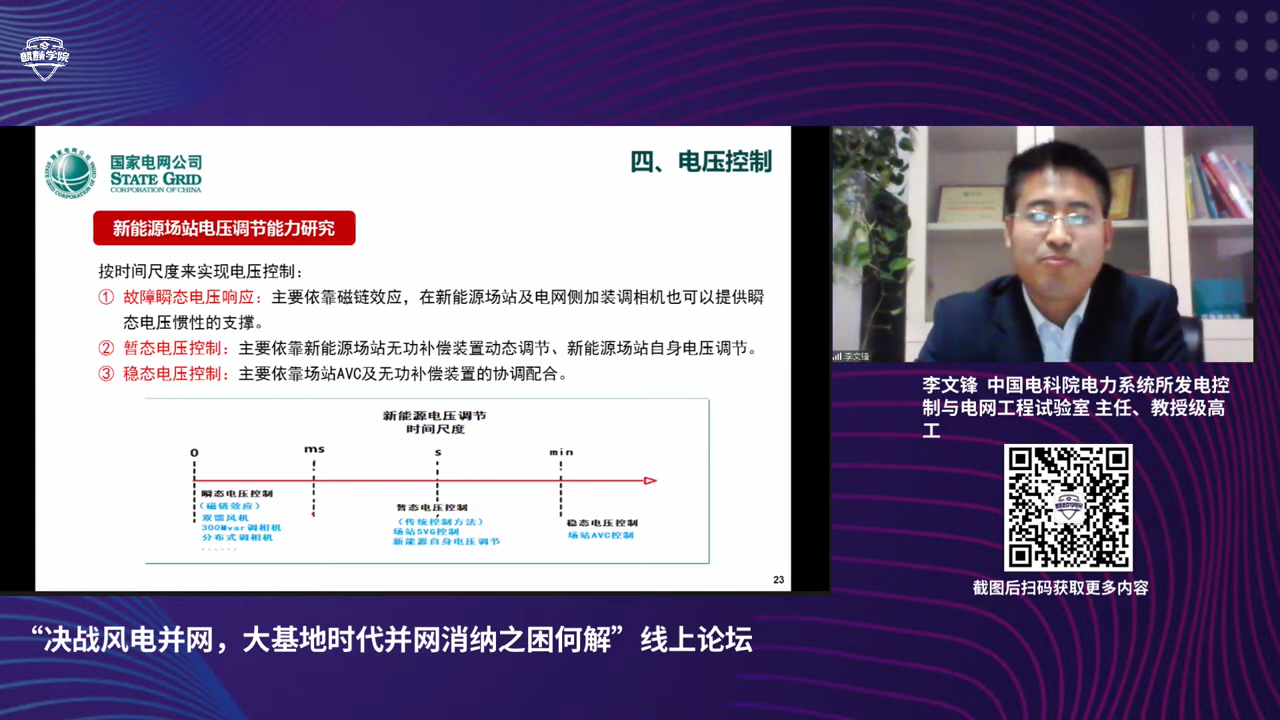 麒麟学院
国家电网公司
STATE GRID
CORPORATION OF CHINA
四、电压控制
新能源场站电压调节能力研究
按时间尺度来实现电压控制：
① 故障瞬态电压响应：主要依靠磁链效应，在新能源场站及电网侧加装调相机也可以提供瞬
态电压惯性的支撑。
② 暂态电压控制：主要依靠新能源场站无功补偿装置动态调节、新能源场站自身电压调节。
③ 稳态电压控制：主要依靠场站AVC及无功补偿装置的协调配合。
新能源电压调节
时间尺度
0 ms s min
瞬态电压控制
（磁链效应）
双馈风机
300Mvar调相机
分布式调相机
······
暂态电压控制
（传统控制方法）
场站SVG控制
新能源自身电压调节
稳态电压控制
场站AVC控制
23
李文锋
李文锋 中国电科院电力系统所发电控
制与电网工程试验室 主任、教授级高
工
截图后扫码获取更多内容
“决战风电并网，大基地时代并网消纳之困何解”线上论坛